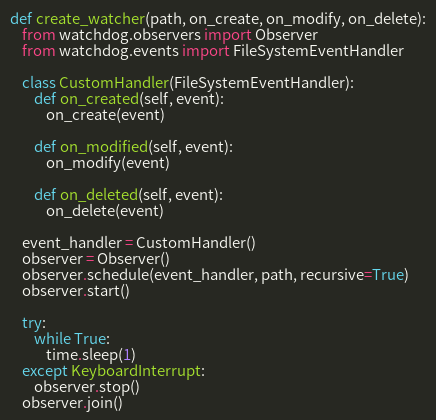 def create_watcher(path, on_create, on_modify, on_delete):
    from watchdog.observers import Observer
    from watchdog.events import FileSystemEventHandler

    class CustomHandler(FileSystemEventHandler):
        def on_created(self, event):
            on_create(event)

        def on_modified(self, event):
            on_modify(event)

        def on_deleted(self, event):
            on_delete(event)

    event_handler = CustomHandler()
    observer = Observer()
    observer.schedule(event_handler, path, recursive=True)
    observer.start()

    try:
        while True:
            time.sleep(1)
    except KeyboardInterrupt:
        observer.stop()
    observer.join()